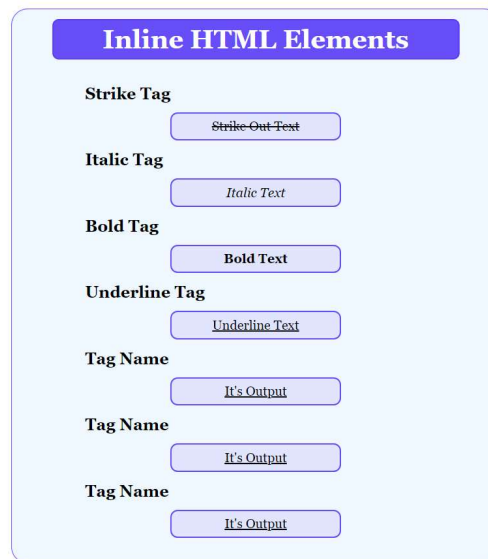 Inline HTML Elements
Strike Tag
Strike Out Text
Italic Tag
Italic Text
Bold Tag
Bold Text
Underline Tag
Underline Text
Tag Name
It's Output
Tag Name
It's Output
Tag Name
It's Output